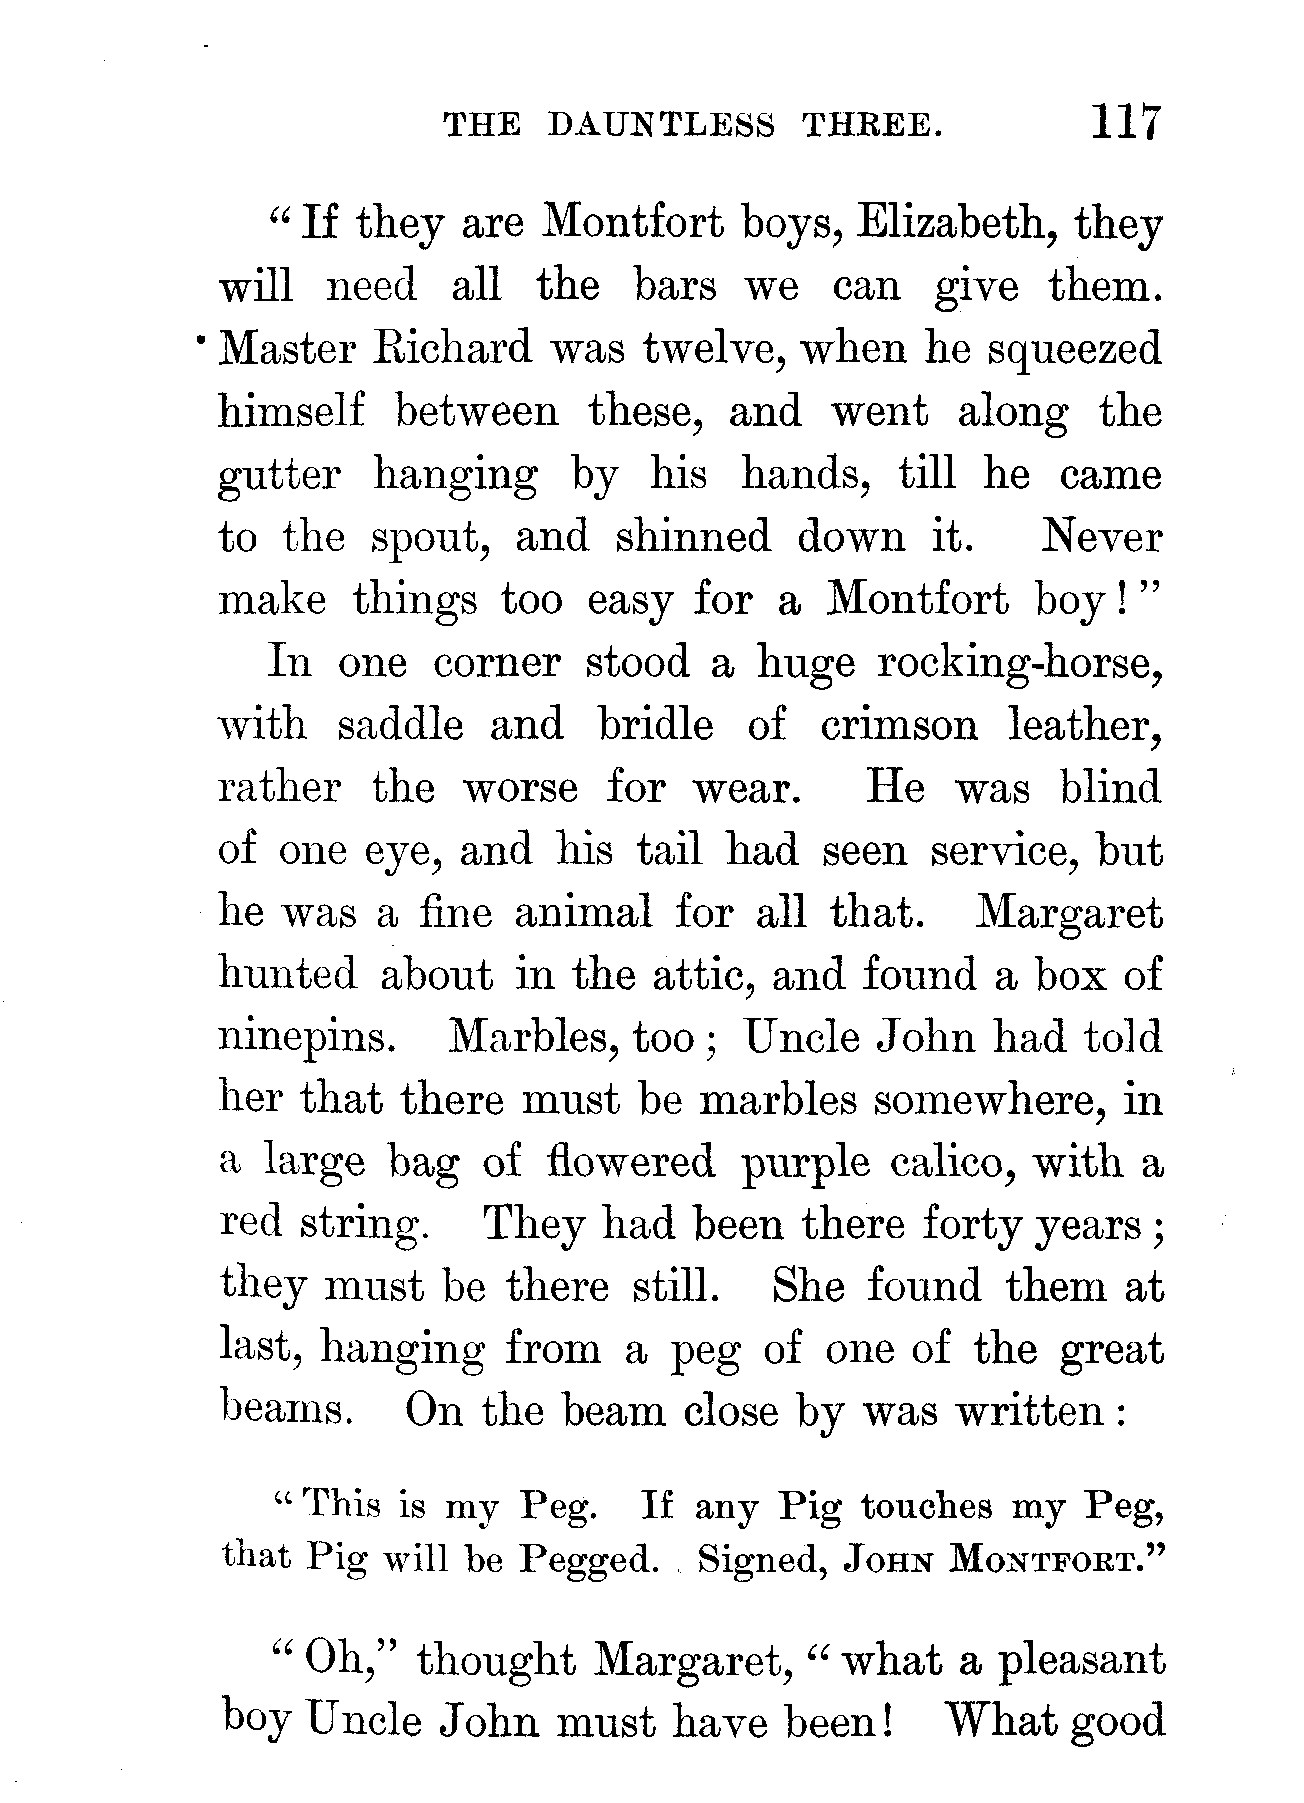 THE DAUNTLESS THREE. 117
“ If they are Montfort boys, Elizabeth, they
will need all the bars we can give them.
Master Richard was twelve, when he squeezed
himself between these, and went along the
gutter hanging by his hands, till he came
to the spout, and shinned down it. Never
make things too easy for a Montfort boy ! ”
In one corner stood a huge rocking-horse,
with saddle and bridle of crimson leather,
rather the worse for wear. He was blind
of one eye, and his tail had seen service, but
he was a fine animal for all that. Margaret
hunted about in the attic, and found a box of
ninepins. Marbles, too ; Uncle John had told
her that there must be marbles somewhere, in
a large bag of flowered purple calico, with a
red string. They had been there forty years ;
they must be there still. She found them at
last, hanging from a peg of one of the great
beams. On the beam close by was written :
“ This is my Peg. If any Pig touches my Peg,
that Pig will be Pegged. Signed, JOHN MONTFORT.”
“ Oh,” thought Margaret, “ what a pleasant
boy Uncle John must have been! What good